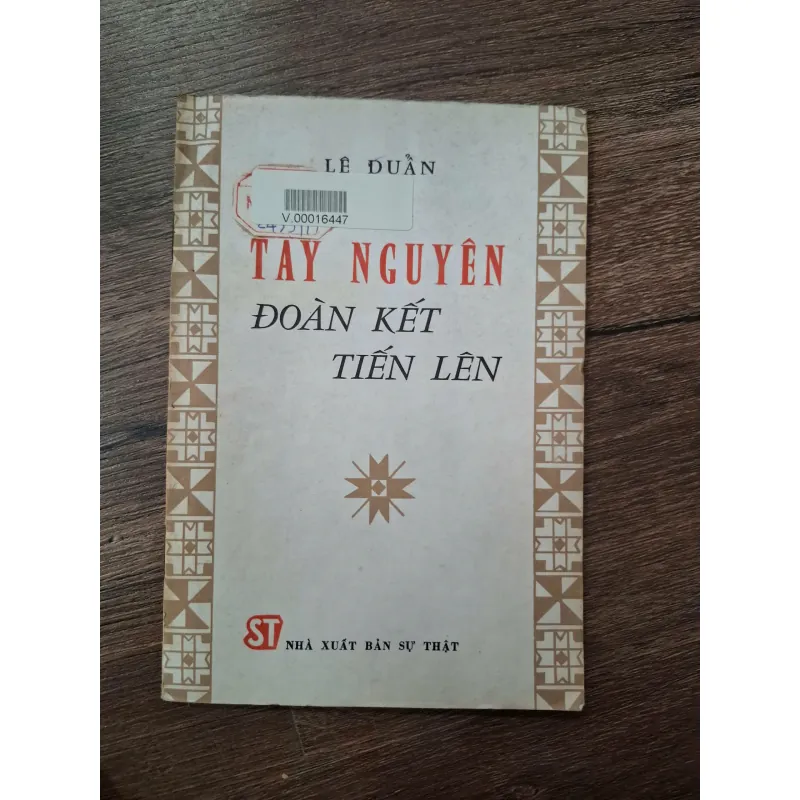 LÊ DUẨN
V.00016447
TÂY NGUYÊN
ĐOÀN KẾT
TIẾN LÊN
ST
NHÀ XUẤT BẢN SỰ THẬT